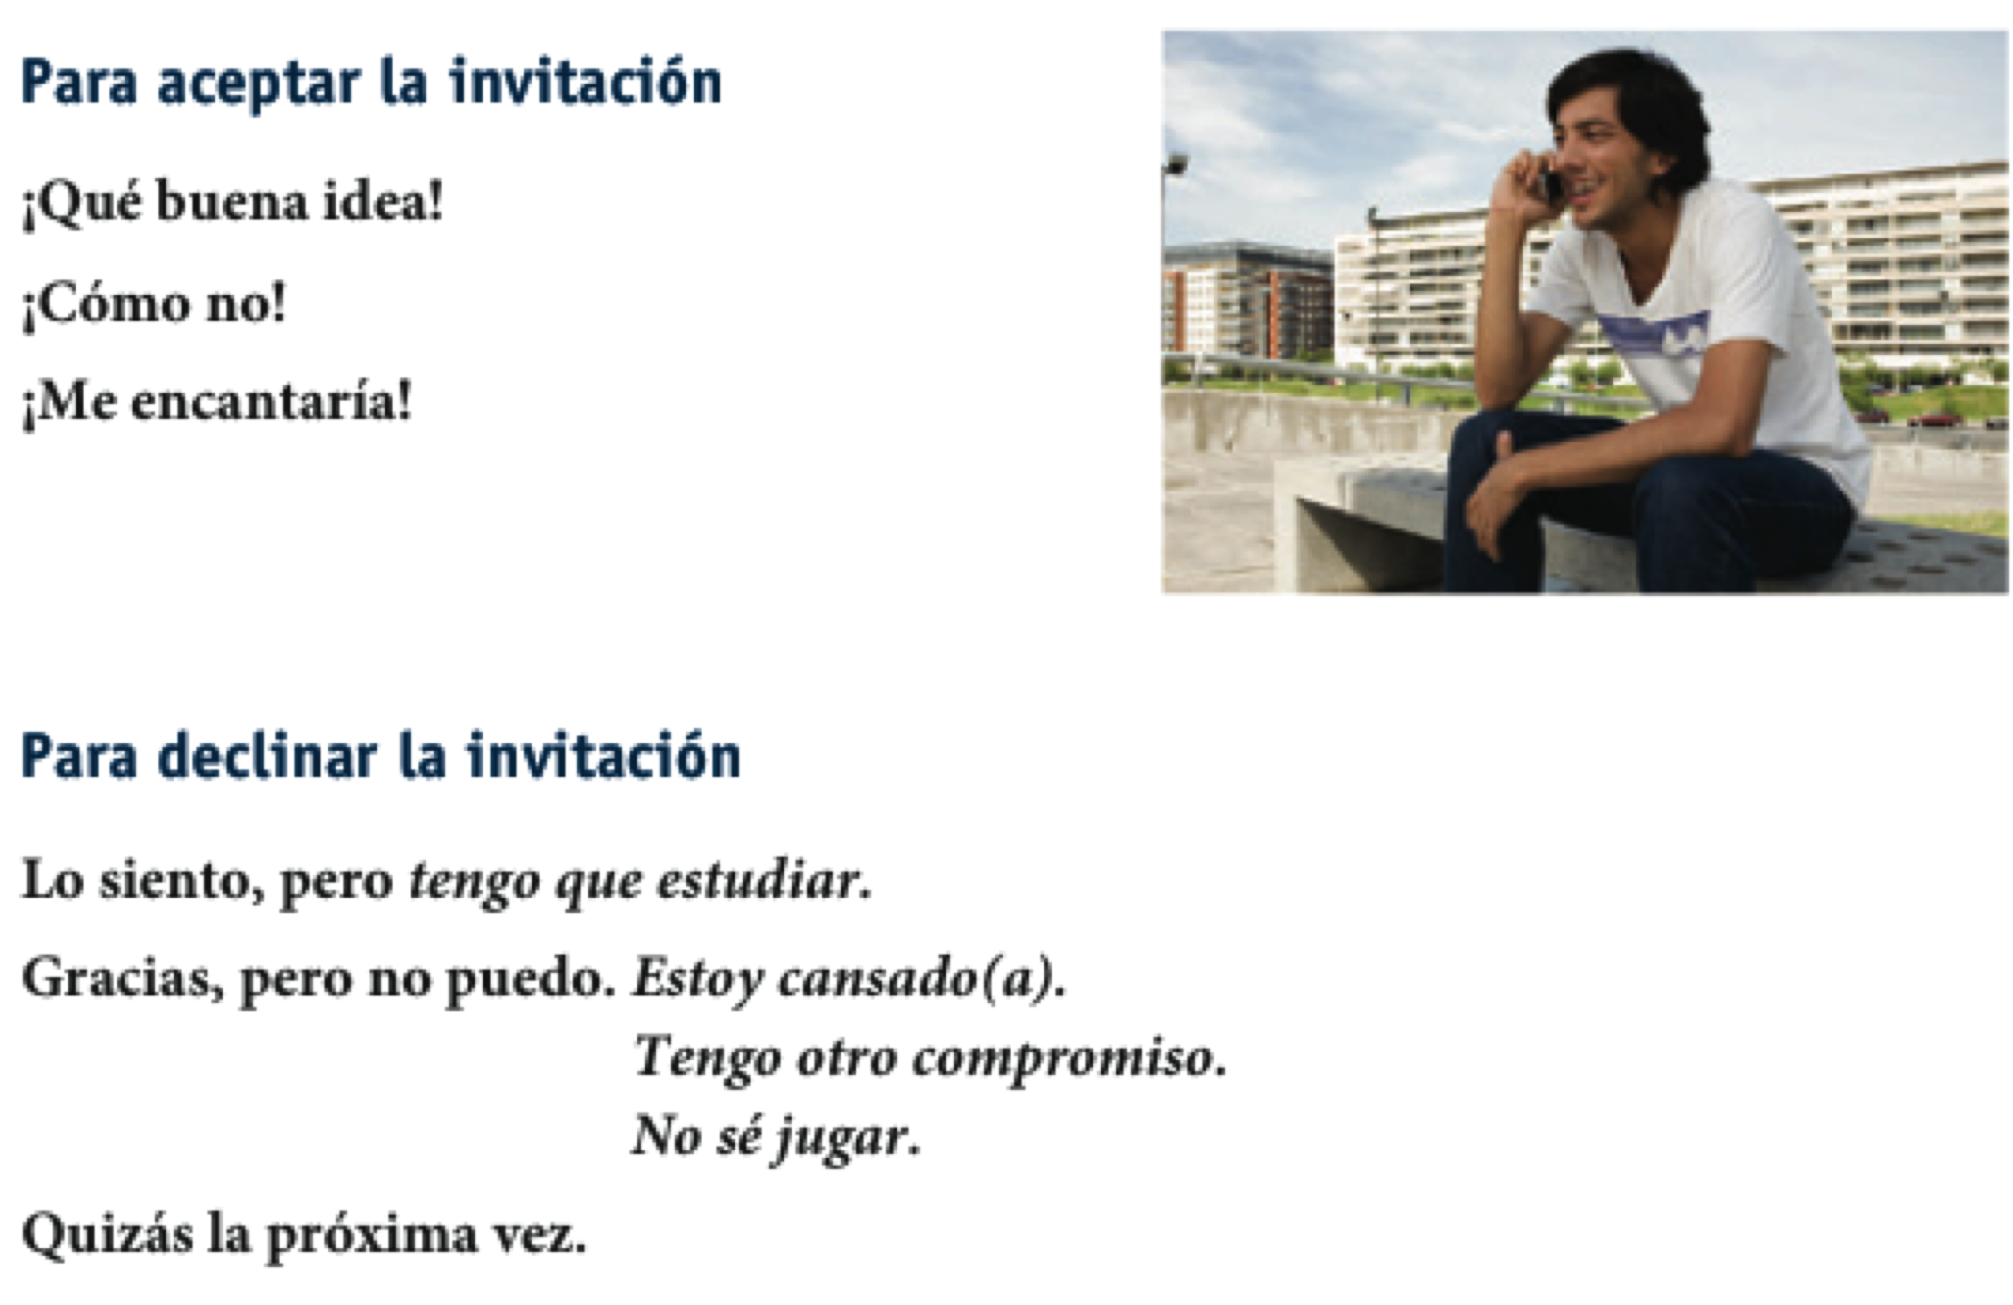 Para aceptar la invitación
¡Qué buena idea!
¡Cómo no!
¡Me encantaría!
Para declinar la invitación
Lo siento, pero tengo que estudiar.
Gracias, pero no puedo. Estoy cansado(a).
Tengo otro compromiso.
No sé jugar.
Quizás la próxima vez.